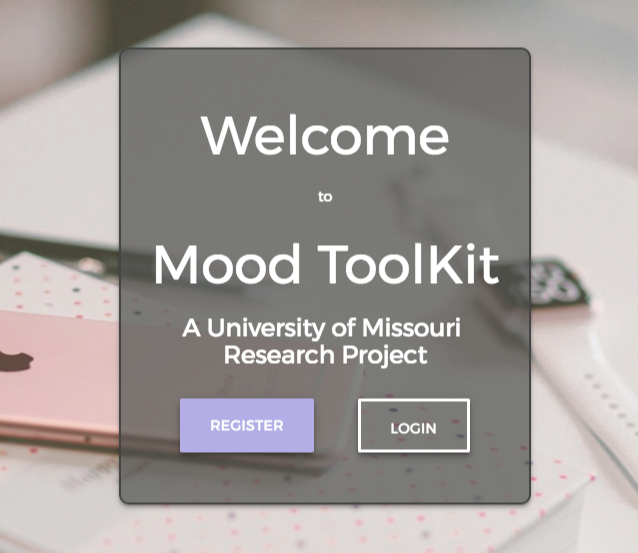 Welcome
to
Mood ToolKit
A University of Missouri
Research Project
REGISTER
LOGIN